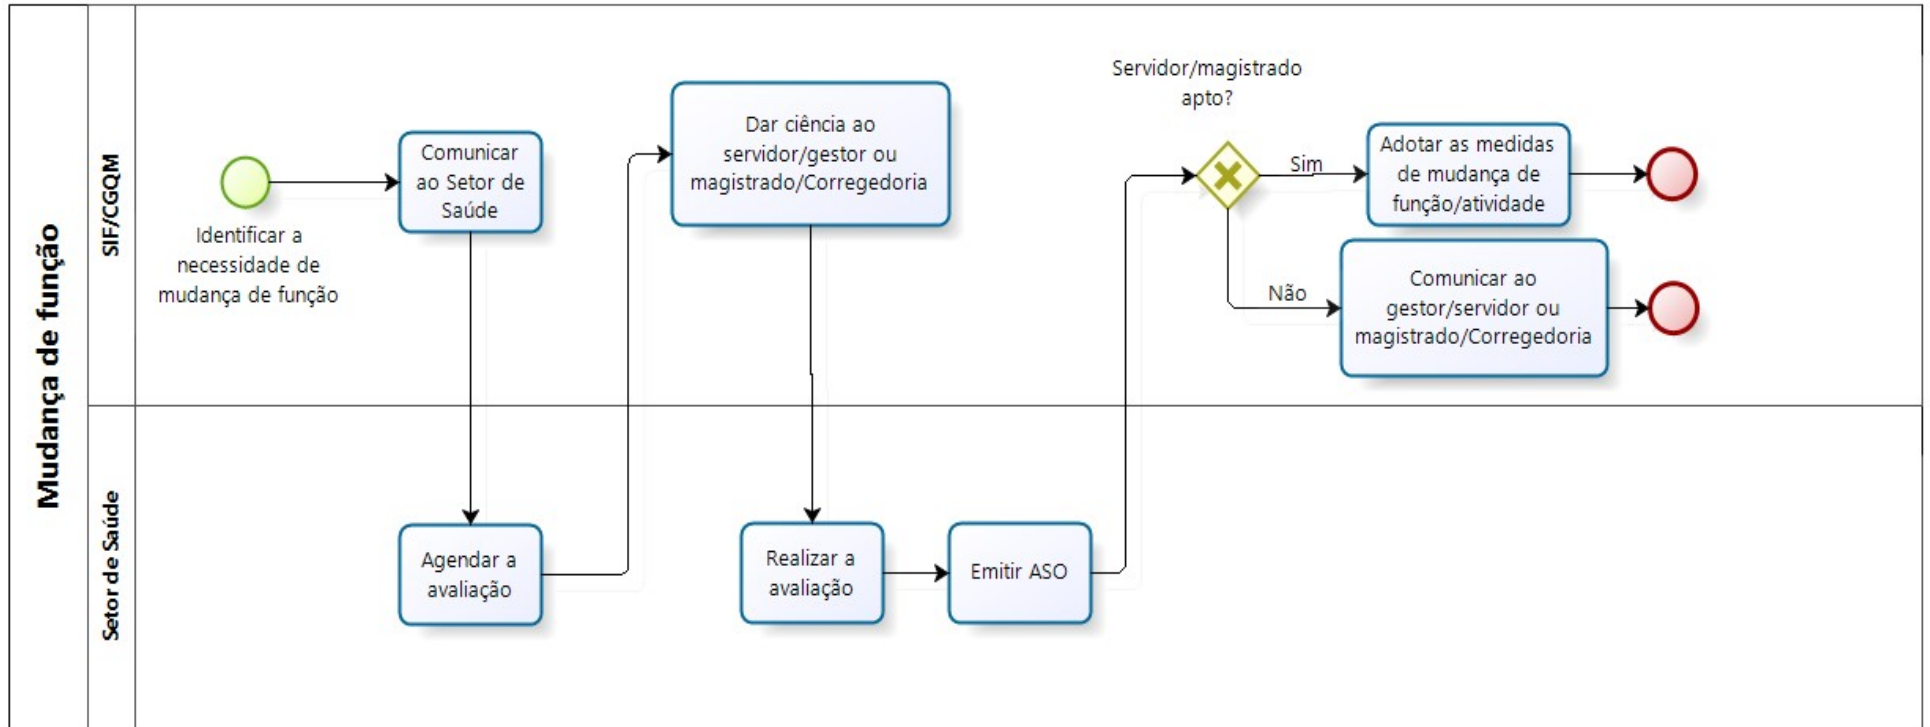 Mudança de função
SIF/CGQM
Identificar a
necessidade de
mudança de função
Comunicar
ao Setor de
Saúde
Dar ciência ao
servidor/gestor ou
magistrado/Corregedoria
Servidor/magistrado
apto?
Sim
Adotar as medidas
de mudança de
função/atividade
Não
Comunicar ao
gestor/servidor ou
magistrado/Corregedoria
Setor de Saúde
Agendar a
avaliação
Realizar a
avaliação
Emitir ASO